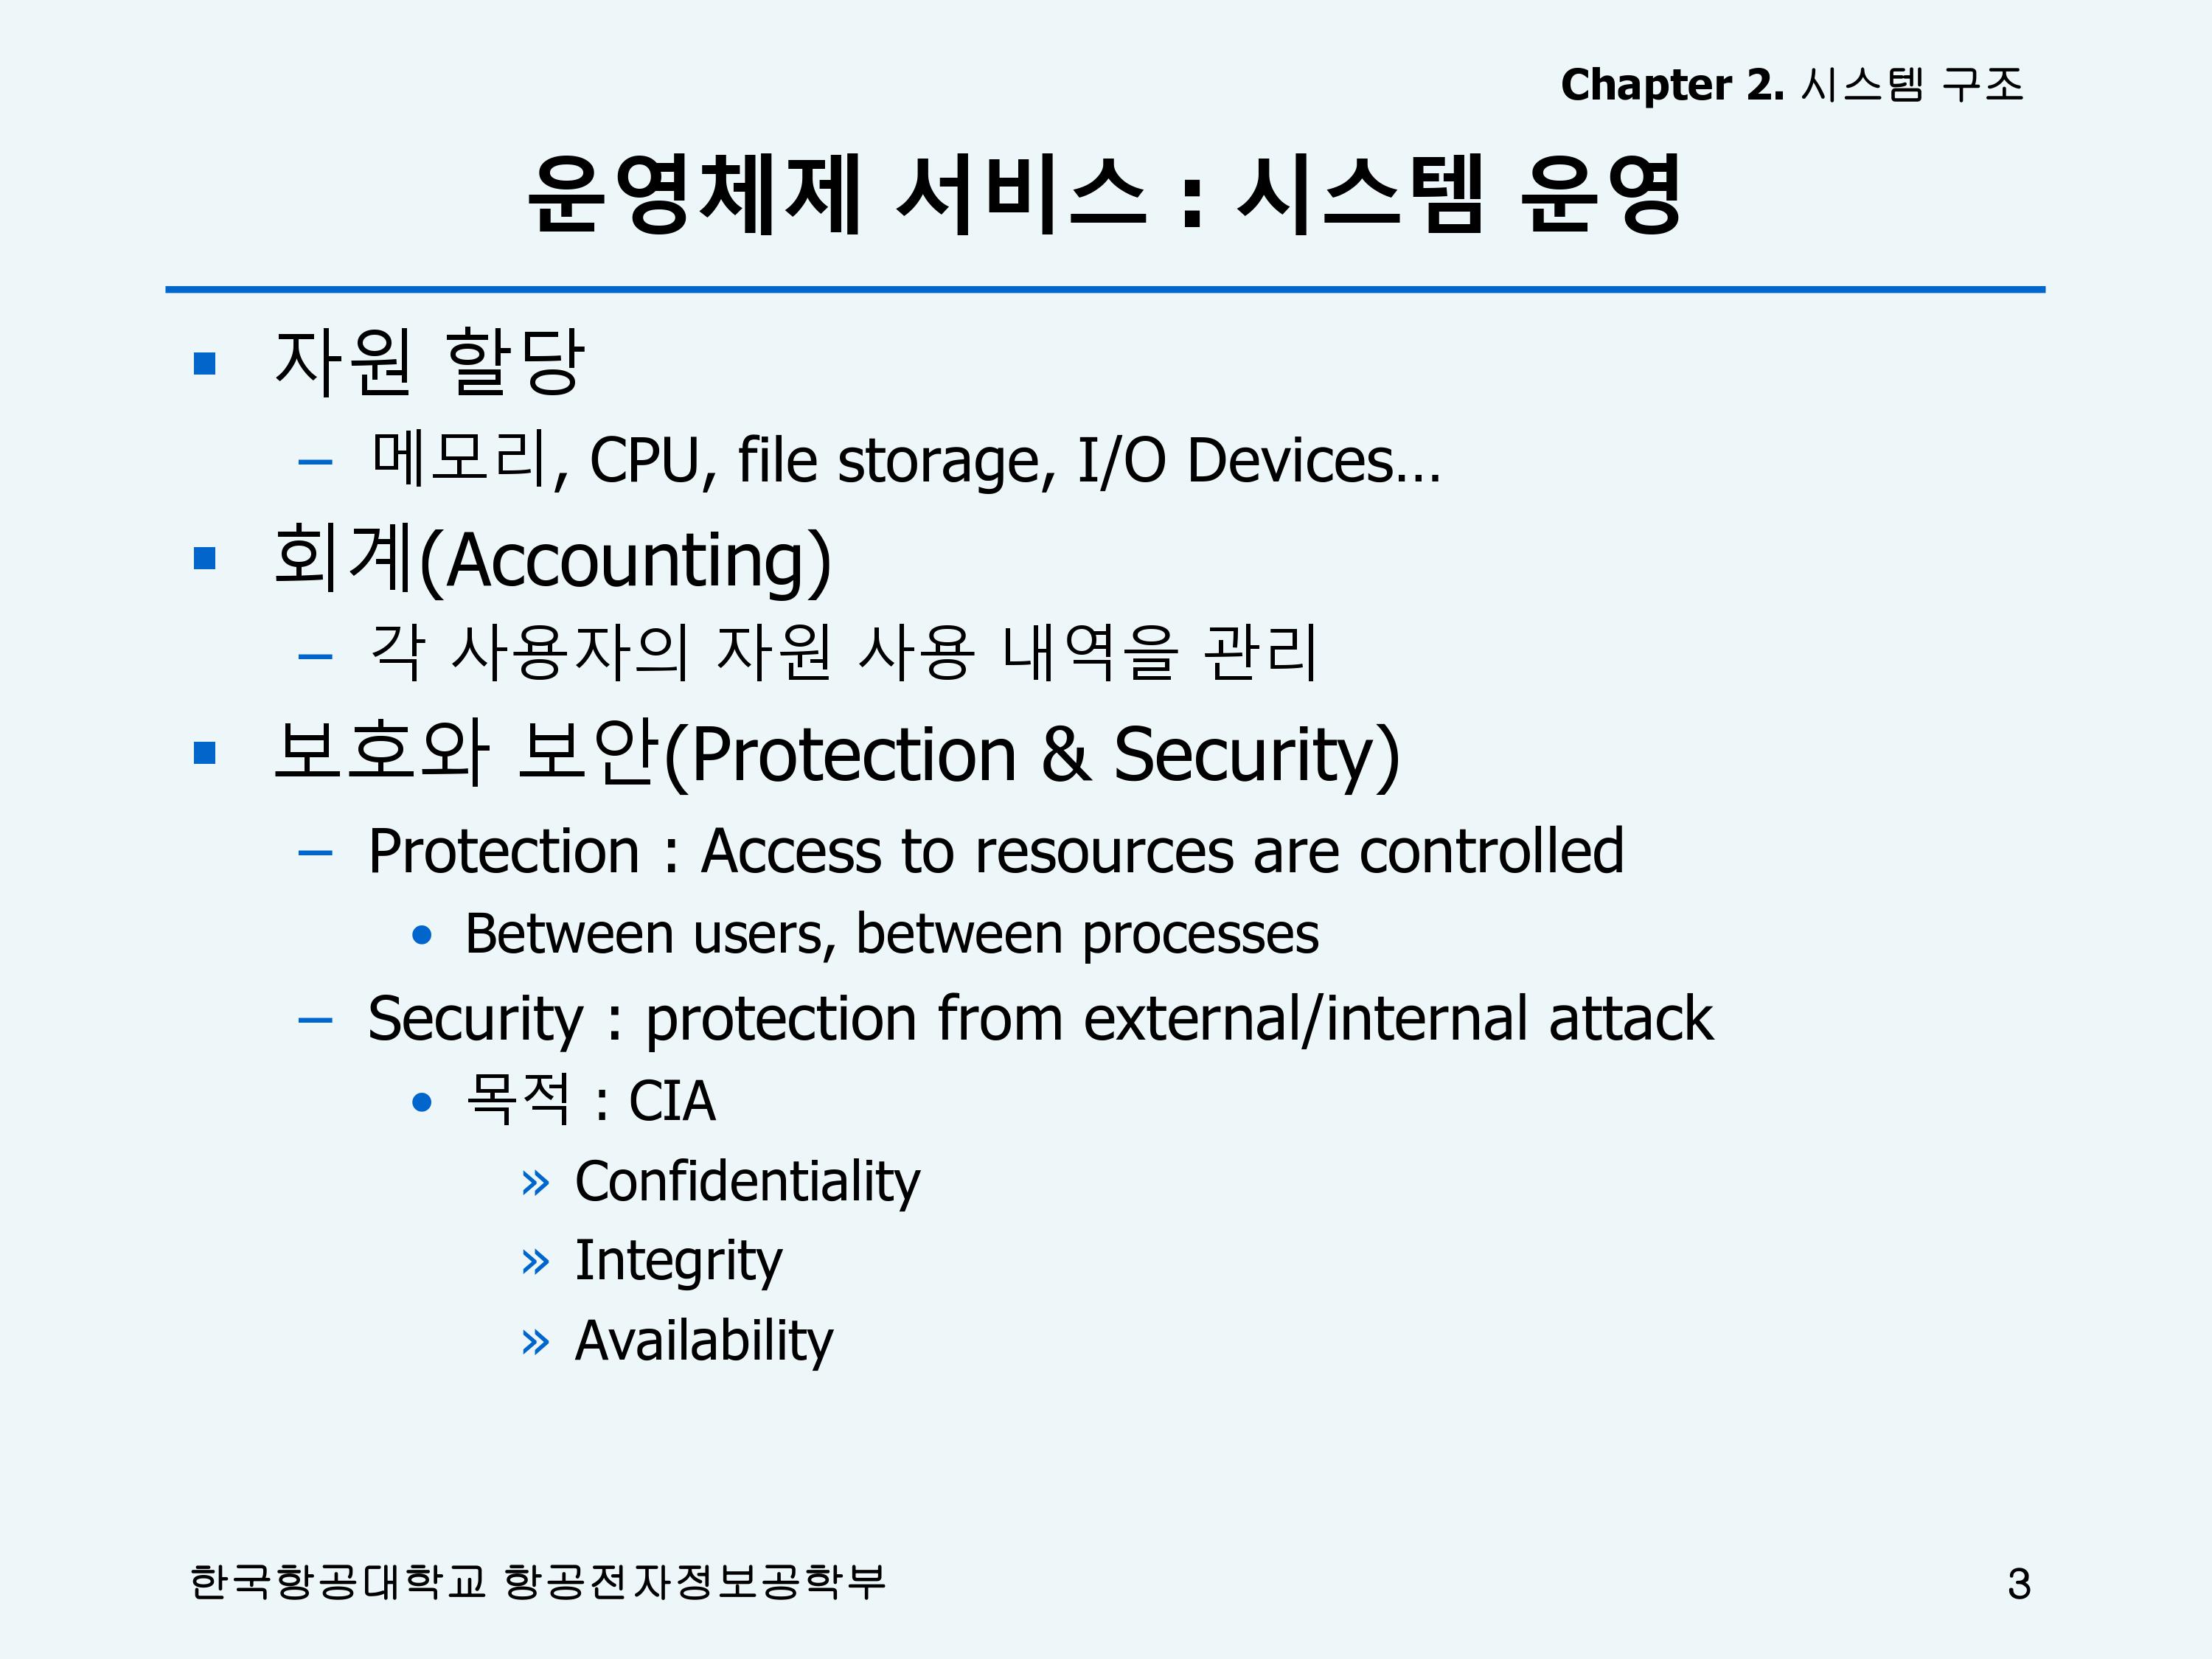 Chapter 2. 시스템 구조
운영체제 서비스 : 시스템 운영
▪ 자원 할당
– 메모리, CPU, file storage, I/O Devices…
▪ 회계(Accounting)
– 각 사용자의 자원 사용 내역을 관리
▪ 보호와 보안(Protection & Security)
– Protection : Access to resources are controlled
• Between users, between processes
– Security : protection from external/internal attack
• 목적 : CIA
» Confidentiality
» Integrity
» Availability
한국항공대학교 항공전자정보공학부
3